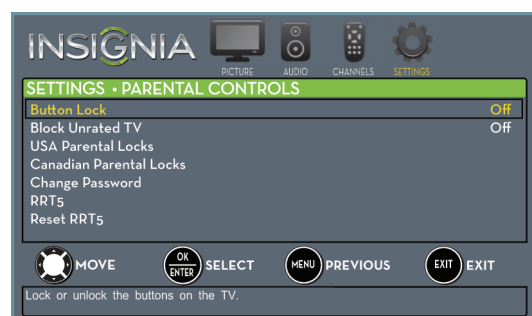 INSIGNIA
PICTURE AUDIO CHANNELS SETTINGS
SETTINGS • PARENTAL CONTROLS
Button Lock Off
Block Unrated TV Off
USA Parental Locks
Canadian Parental Locks
Change Password
RRT5
Reset RRT5
MOVE OK ENTER SELECT MENU PREVIOUS EXIT EXIT
Lock or unlock the buttons on the TV.